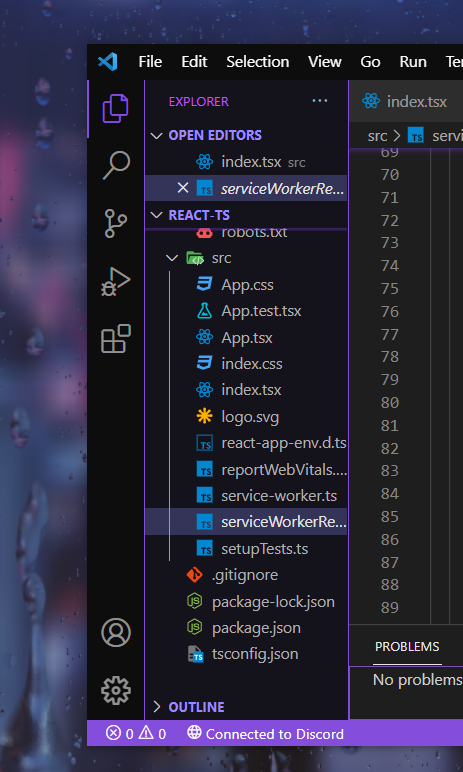 File Edit Selection View Go Run
EXPLORER
index.tsx
OPEN EDITORS
src
index.tsx src
serviceWorkerRe...
REACT-TS
robots.txt
src
App.css
App.test.tsx
App.tsx
index.css
index.tsx
logo.svg
react-app-env.d.ts
reportWebVitals....
service-worker.ts
serviceWorkerRe...
setupTests.ts
.gitignore
package-lock.json
package.json
tsconfig.json
OUTLINE
69
70
71
72
73
74
75
76
77
78
79
80
81
82
83
84
85
86
87
88
89
PROBLEMS
No problems
0 0 Connected to Discord